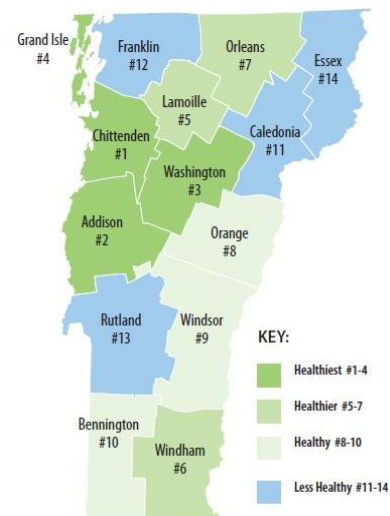 Grand Isle
#4
Franklin
#12
Orleans
#7
Essex
#14
Lamoille
#5
Chittenden
#1
Caledonia
#11
Washington
#3
Addison
#2
Orange
#8
Rutland
#13
Windsor
#9
Bennington
#10
Windham
#6
KEY:
Healthiest #1-4
Healthier #5-7
Healthy #8-10
Less Healthy #11-14